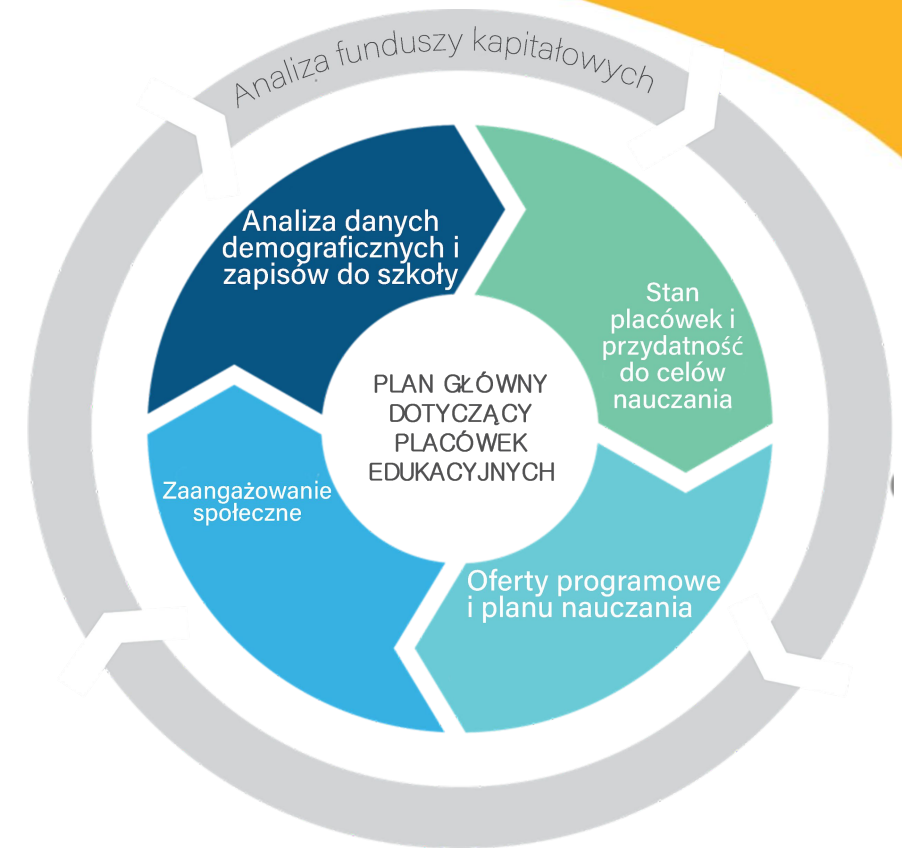 Analiza funduszy kapitałowych
Analiza danych
demograficznych i
zapisów do szkoły
Stan
placówek i
przydatność
do celów
nauczania
PLAN GŁÓWNY
DOTYCZĄCY
PLACÓWEK
EDUKACYJNYCH
Zaangażowanie
społeczne
Oferty programowe
i planu nauczania